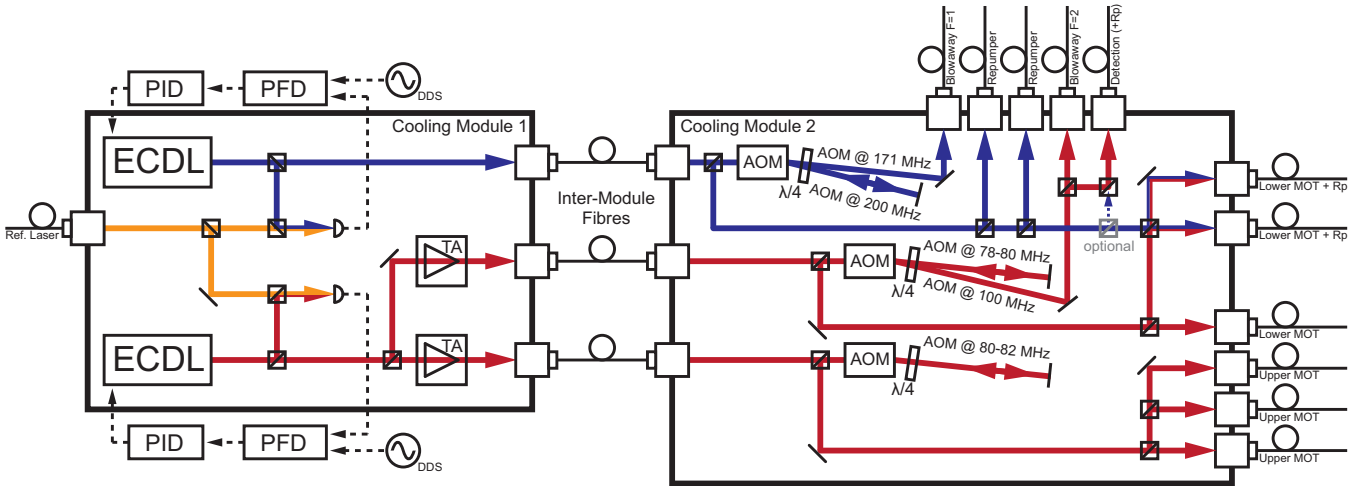 PID
PFD
DDS
Cooling Module 1
ECDL
Ref. Laser
TA
ECDL
TA
PID
PFD
DDS
Inter-Module
Fibres
Cooling Module 2
Blowaway F=1
Repumper
Repumper
Blowaway F=2
Detection (+Rp)
AOM
AOM @ 171 MHz
λ/4
AOM @ 200 MHz
optional
AOM
AOM @ 78-80 MHz
λ/4
AOM @ 100 MHz
AOM
AOM @ 80-82 MHz
λ/4
Lower MOT + Rp
Lower MOT + Rp
Lower MOT
Upper MOT
Upper MOT
Upper MOT